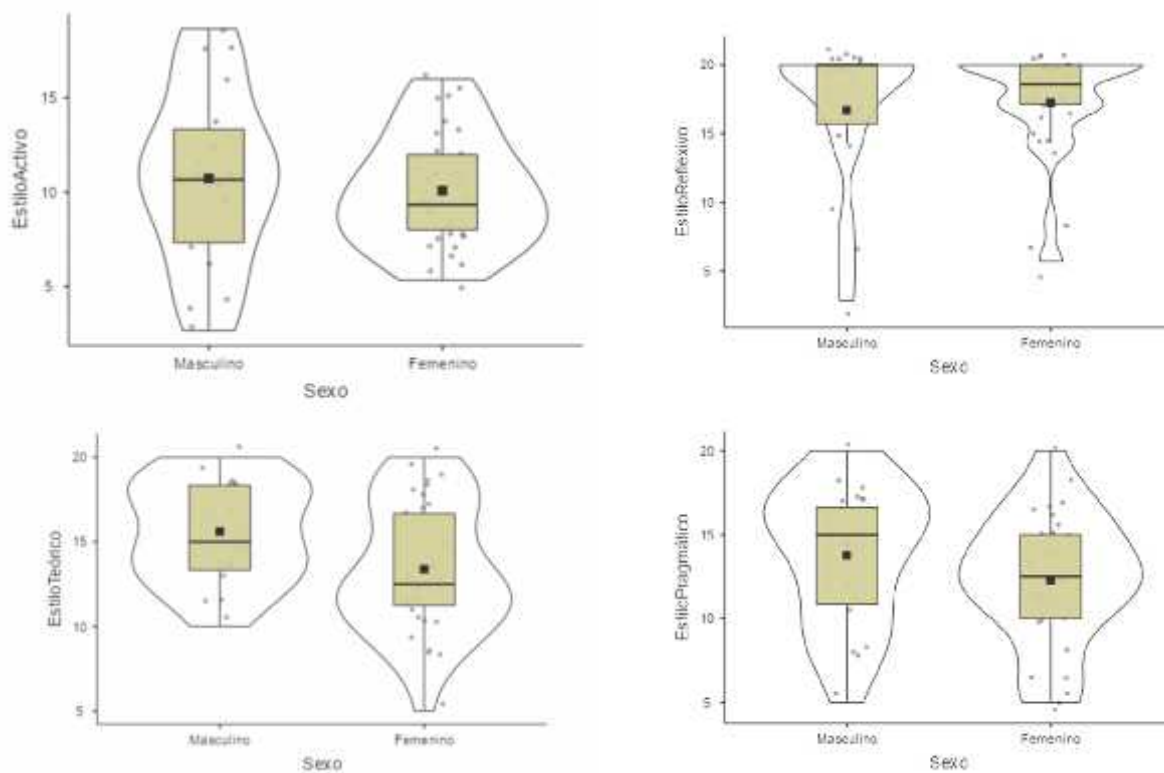 EstiloActivo
15
10
5
Masculino Femenino
Sexo
EstiloReflexivo
20
15
10
5
Masculino Femenino
Sexo
EstiloTeórico
20
15
10
5
Masculino Femenino
Sexo
EstiloPragmático
20
15
10
5
Masculino Femenino
Sexo